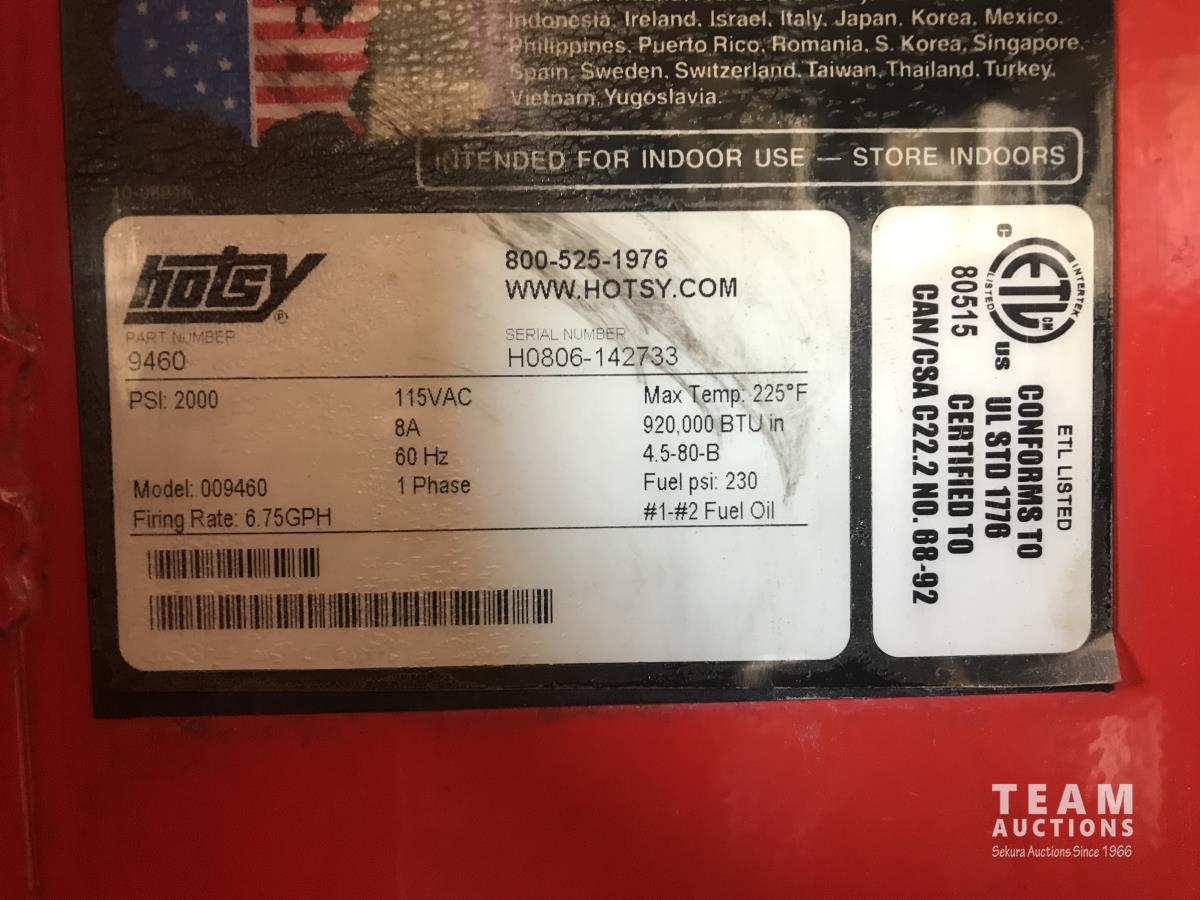 Indonesia, Ireland, Israel, Italy, Japan, Korea, Mexico,
Philippines, Puerto Rico, Romania, S. Korea, Singapore,
Spain, Sweden, Switzerland, Taiwan, Thailand, Turkey,
Vietnam, Yugoslavia.
INTENDED FOR INDOOR USE — STORE INDOORS
hotsy®
800-525-1976
WWW.HOTSY.COM
PART NUMBER
9460
SERIAL NUMBER
H0806-142733
PSI: 2000
115VAC
Max Temp: 225°F
8A
920,000 BTU in
60 Hz
4.5-80-B
Model: 009460
1 Phase
Fuel psi: 230
Firing Rate: 6.75GPH
#1-#2 Fuel Oil
ETL LISTED
CONFORMS TO
UL STD 1776
CERTIFIED TO
CAN/CSA C22.2 NO. 68-92
80515
C ETL CM US
INTERTEK
LISTED
TEAM
AUCTIONS
Sekura Auctions Since 1966